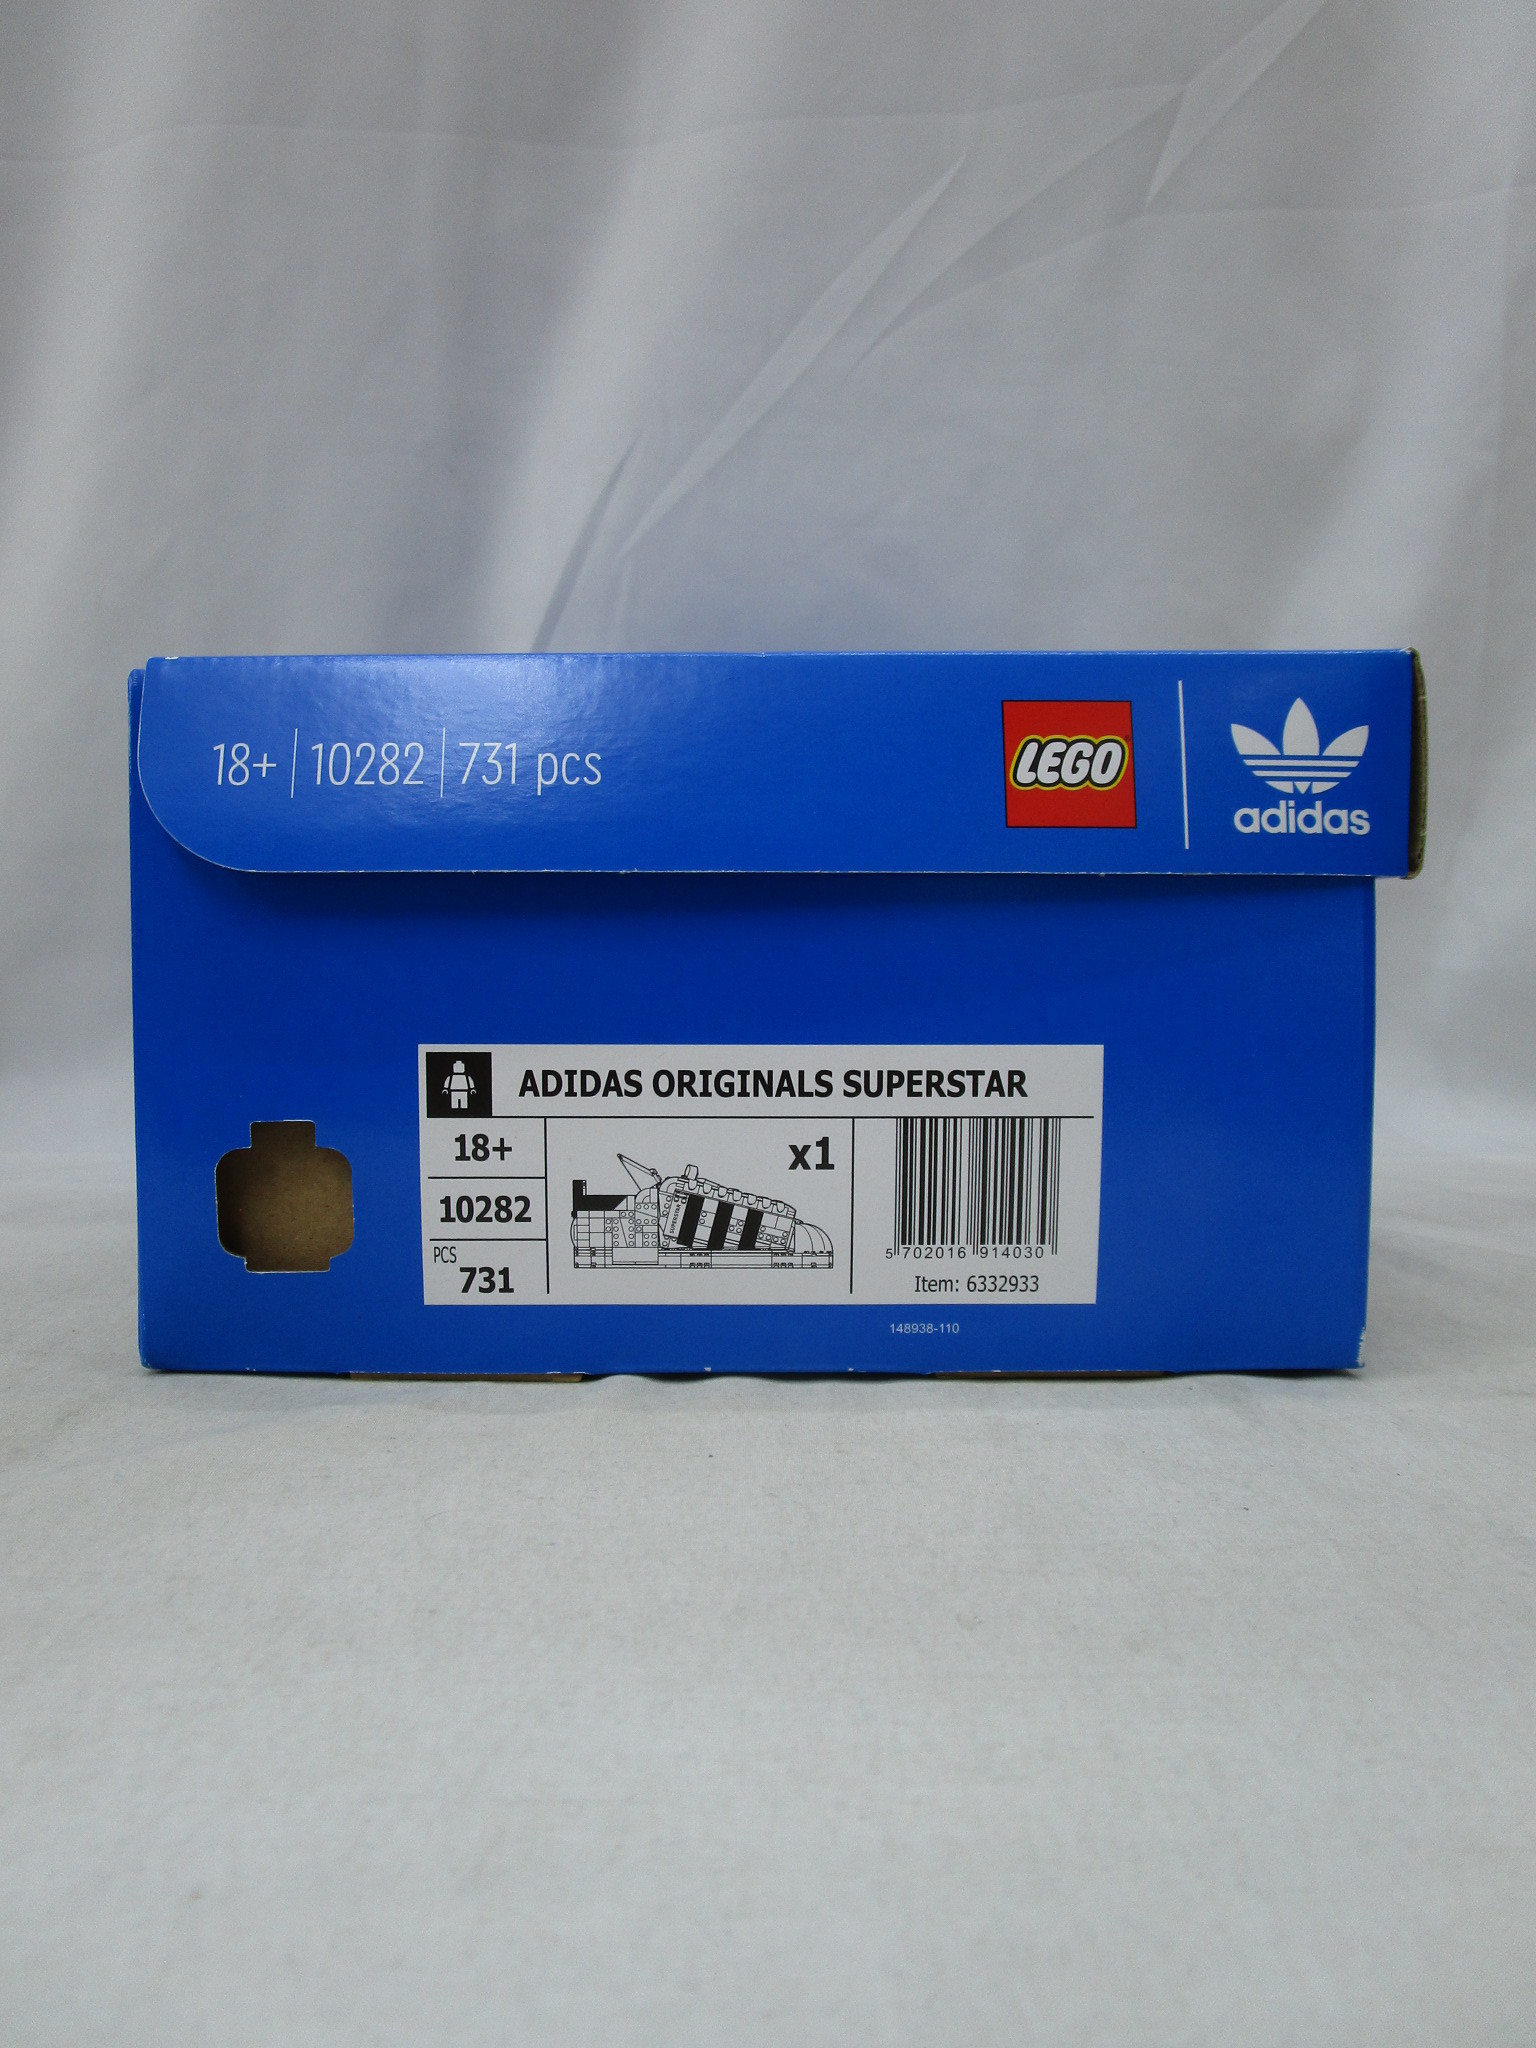 18+ | 10282 | 731 pcs
LEGO
adidas
ADIDAS ORIGINALS SUPERSTAR
18+
10282
PCS
731
SUPERSTAR
x1
5 702016 914030
Item: 6332933
148938-110